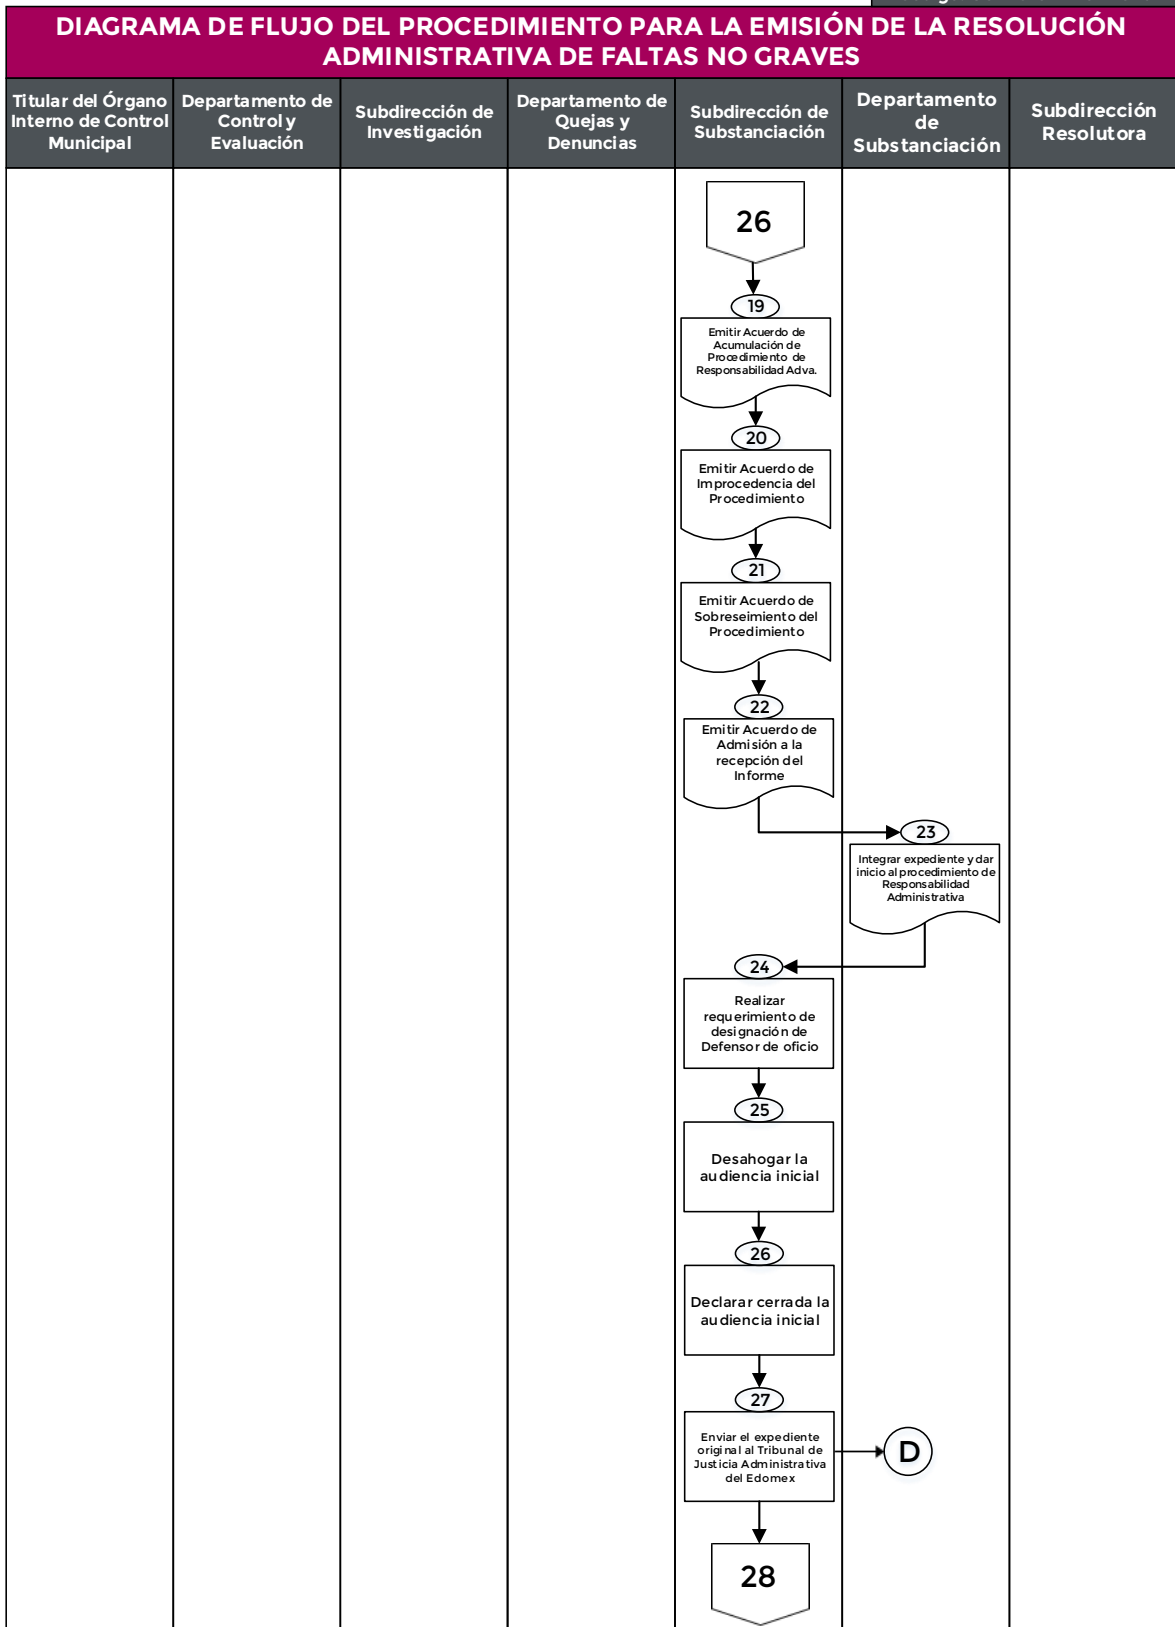 DIAGRAMA DE FLUJO DEL PROCEDIMIENTO PARA LA EMISIÓN DE LA RESOLUCIÓN
ADMINISTRATIVA DE FALTAS NO GRAVES
Titular del Órgano
Interno de Control
Municipal
Departamento de
Control y
Evaluación
Subdirección de
Investigación
Departamento de
Quejas y
Denuncias
Subdirección de
Substanciación
Departamento
de
Substanciación
Subdirección
Resolutora
26
19
Emitir Acuerdo de
Acumulación de
Procedimiento de
Responsabilidad Adva.
20
Emitir Acuerdo de
Improcedencia del
Procedimiento
21
Emitir Acuerdo de
Sobreseimiento del
Procedimiento
22
Emitir Acuerdo de
Admisión a la
recepción del
Informe
23
Integrar expediente y dar
inicio al procedimiento de
Responsabilidad
Administrativa
24
Realizar
requerimiento de
designación de
Defensor de oficio
25
Desahogar la
audiencia inicial
26
Declarar cerrada la
audiencia inicial
27
Enviar el expediente
original al Tribunal de
Justicia Administrativa
del Edomex
D
28